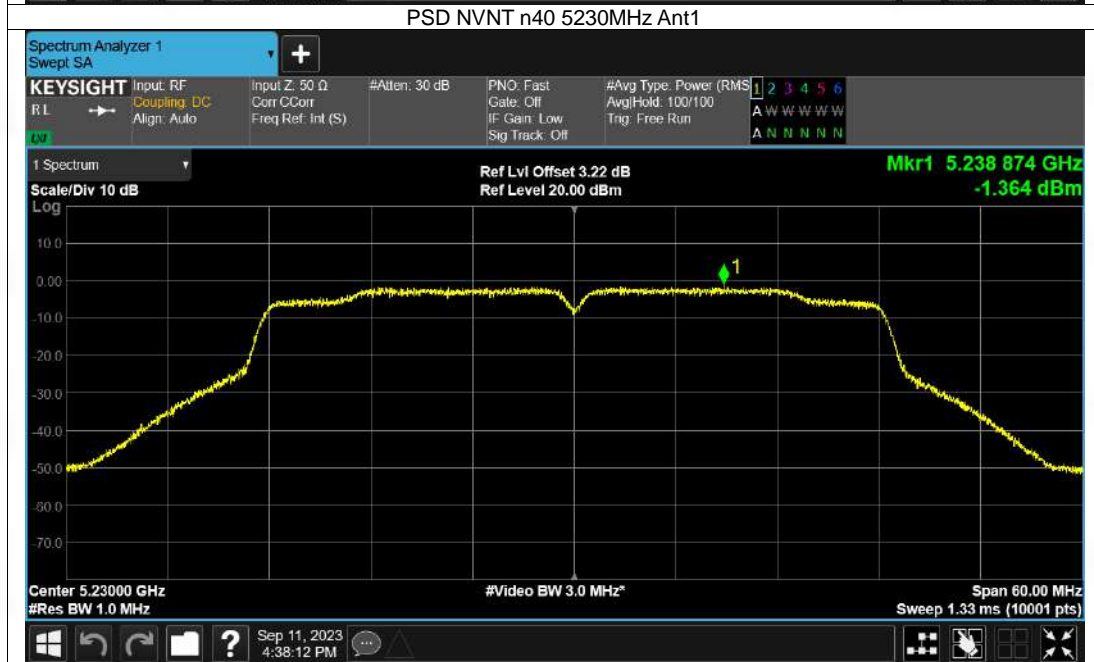 PSD NVNT n40 5230MHz Ant1
Spectrum Analyzer 1
Swept SA
+
KEYSIGHT
RL
LXI
Input: RF
Coupling: DC
Align: Auto
Input Z: 50 Ω
Corr CCorr
Freq Ref: Int (S)
#Atten: 30 dB
PNO: Fast
Gate: Off
IF Gain: Low
Sig Track: Off
#Avg Type: Power (RMS
Avg|Hold: 100/100
Trig: Free Run
1 2 3 4 5 6
A W W W W W
A N N N N N
1 Spectrum
Scale/Div 10 dB
Log
Ref Lvl Offset 3.22 dB
Ref Level 20.00 dBm
Mkr1 5.238 874 GHz
-1.364 dBm
10.0
0.00
-10.0
-20.0
-30.0
-40.0
-50.0
-60.0
-70.0
1
Center 5.23000 GHz
#Res BW 1.0 MHz
#Video BW 3.0 MHz*
Span 60.00 MHz
Sweep 1.33 ms (10001 pts)
?
Sep 11, 2023
4:38:12 PM